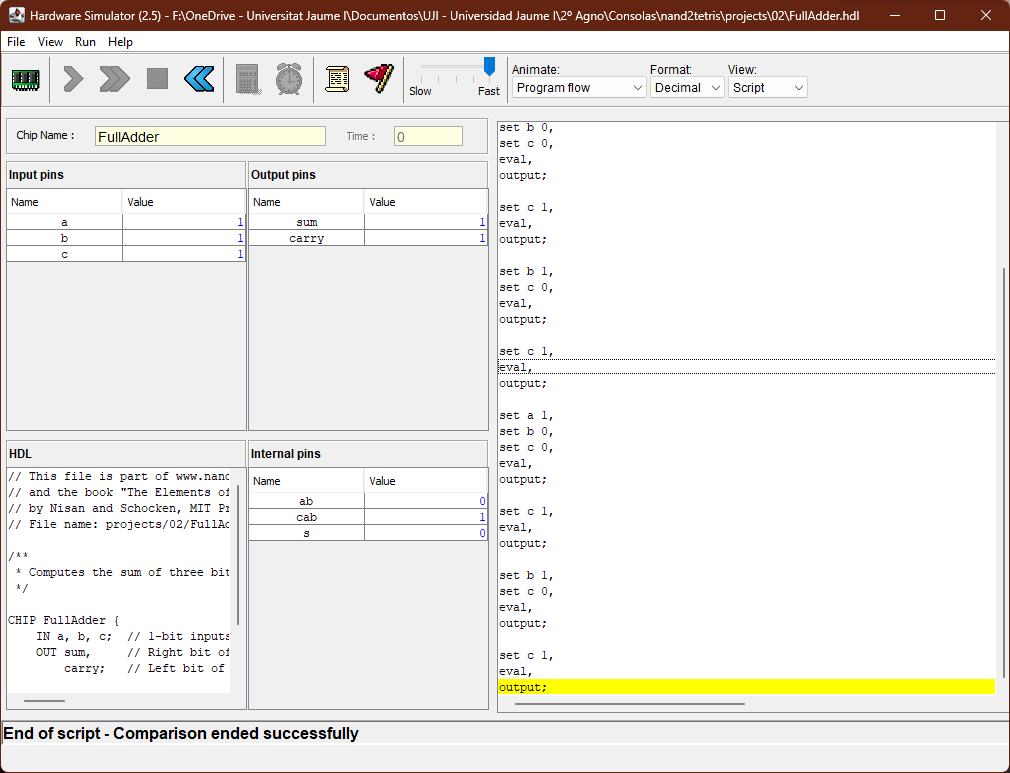 Hardware Simulator (2.5) - F:\OneDrive - Universitat Jaume I\Documentos\UJI - Universidad Jaume I\2º Agno\Consolas\nand2tetris\projects\02\FullAdder.hdl
File View Run Help
Slow Fast
Animate: Format: View:
Program flow Decimal Script
Chip Name : FullAdder Time : 0
Input pins
Name Value
a 1
b 1
c 1
Output pins
Name Value
sum 1
carry 1
HDL
// This file is part of www.nanc
// and the book "The Elements of
// by Nisan and Schocken, MIT Pr
// File name: projects/02/FullAd
/**
* Computes the sum of three bit
*/
CHIP FullAdder {
IN a, b, c; // 1-bit inputs
OUT sum, // Right bit of
carry; // Left bit of
Internal pins
Name Value
ab 0
cab 1
s 0
set b 0,
set c 0,
eval,
output;
set c 1,
eval,
output;
set b 1,
set c 0,
eval,
output;
set c 1,
eval,
output;
set a 1,
set b 0,
set c 0,
eval,
output;
set c 1,
eval,
output;
set b 1,
set c 0,
eval,
output;
set c 1,
eval,
output;
End of script - Comparison ended successfully